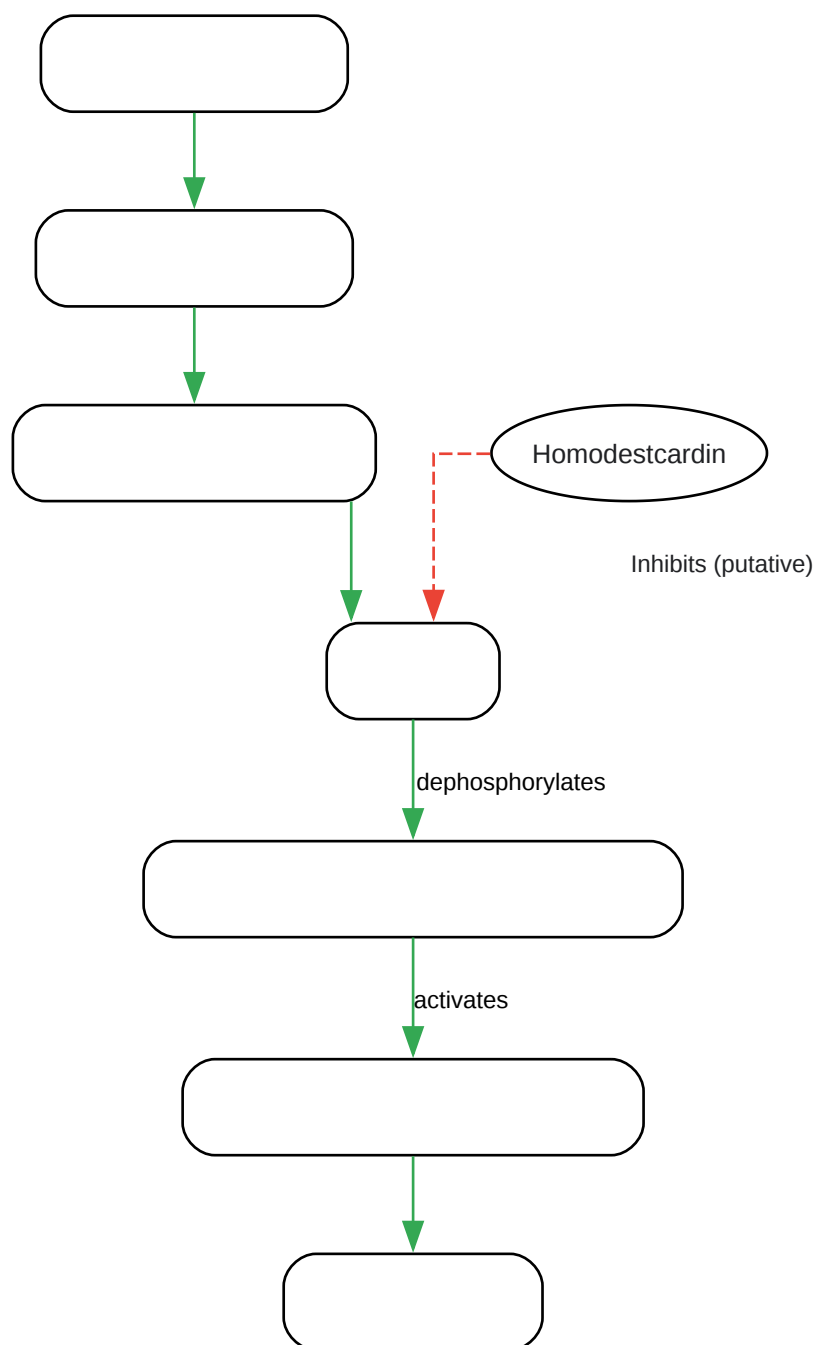 Homodestcardin
Inhibits (putative)
dephosphorylates
activates